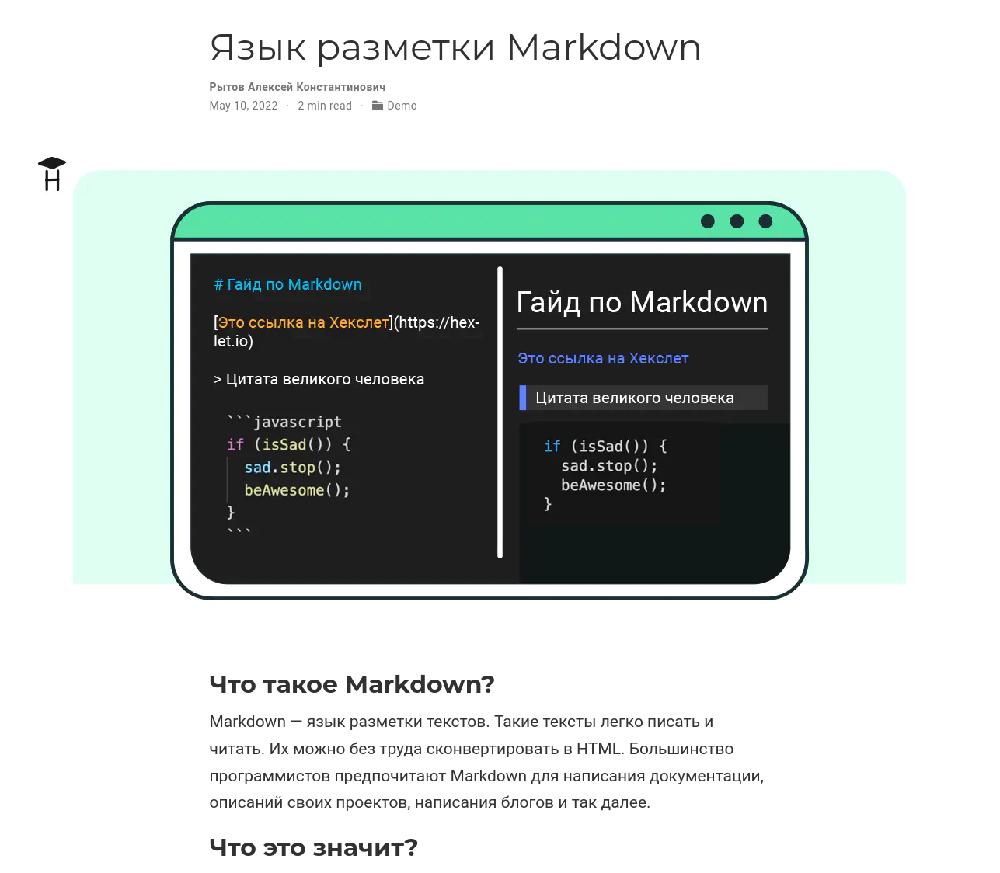 Язык разметки Markdown
Рытов Алексей Константинович
May 10, 2022 · 2 min read · Demo
# Гайд по Markdown
[Это ссылка на Хекслет](https://hex-
let.io)
> Цитата великого человека
```javascript
if (isSad()) {
sad.stop();
beAwesome();
}
```
Гайд по Markdown
Это ссылка на Хекслет
Цитата великого человека
if (isSad()) {
sad.stop();
beAwesome();
}
Что такое Markdown?
Markdown — язык разметки текстов. Такие тексты легко писать и
читать. Их можно без труда сконвертировать в HTML. Большинство
программистов предпочитают Markdown для написания документации,
описаний своих проектов, написания блогов и так далее.
Что это значит?